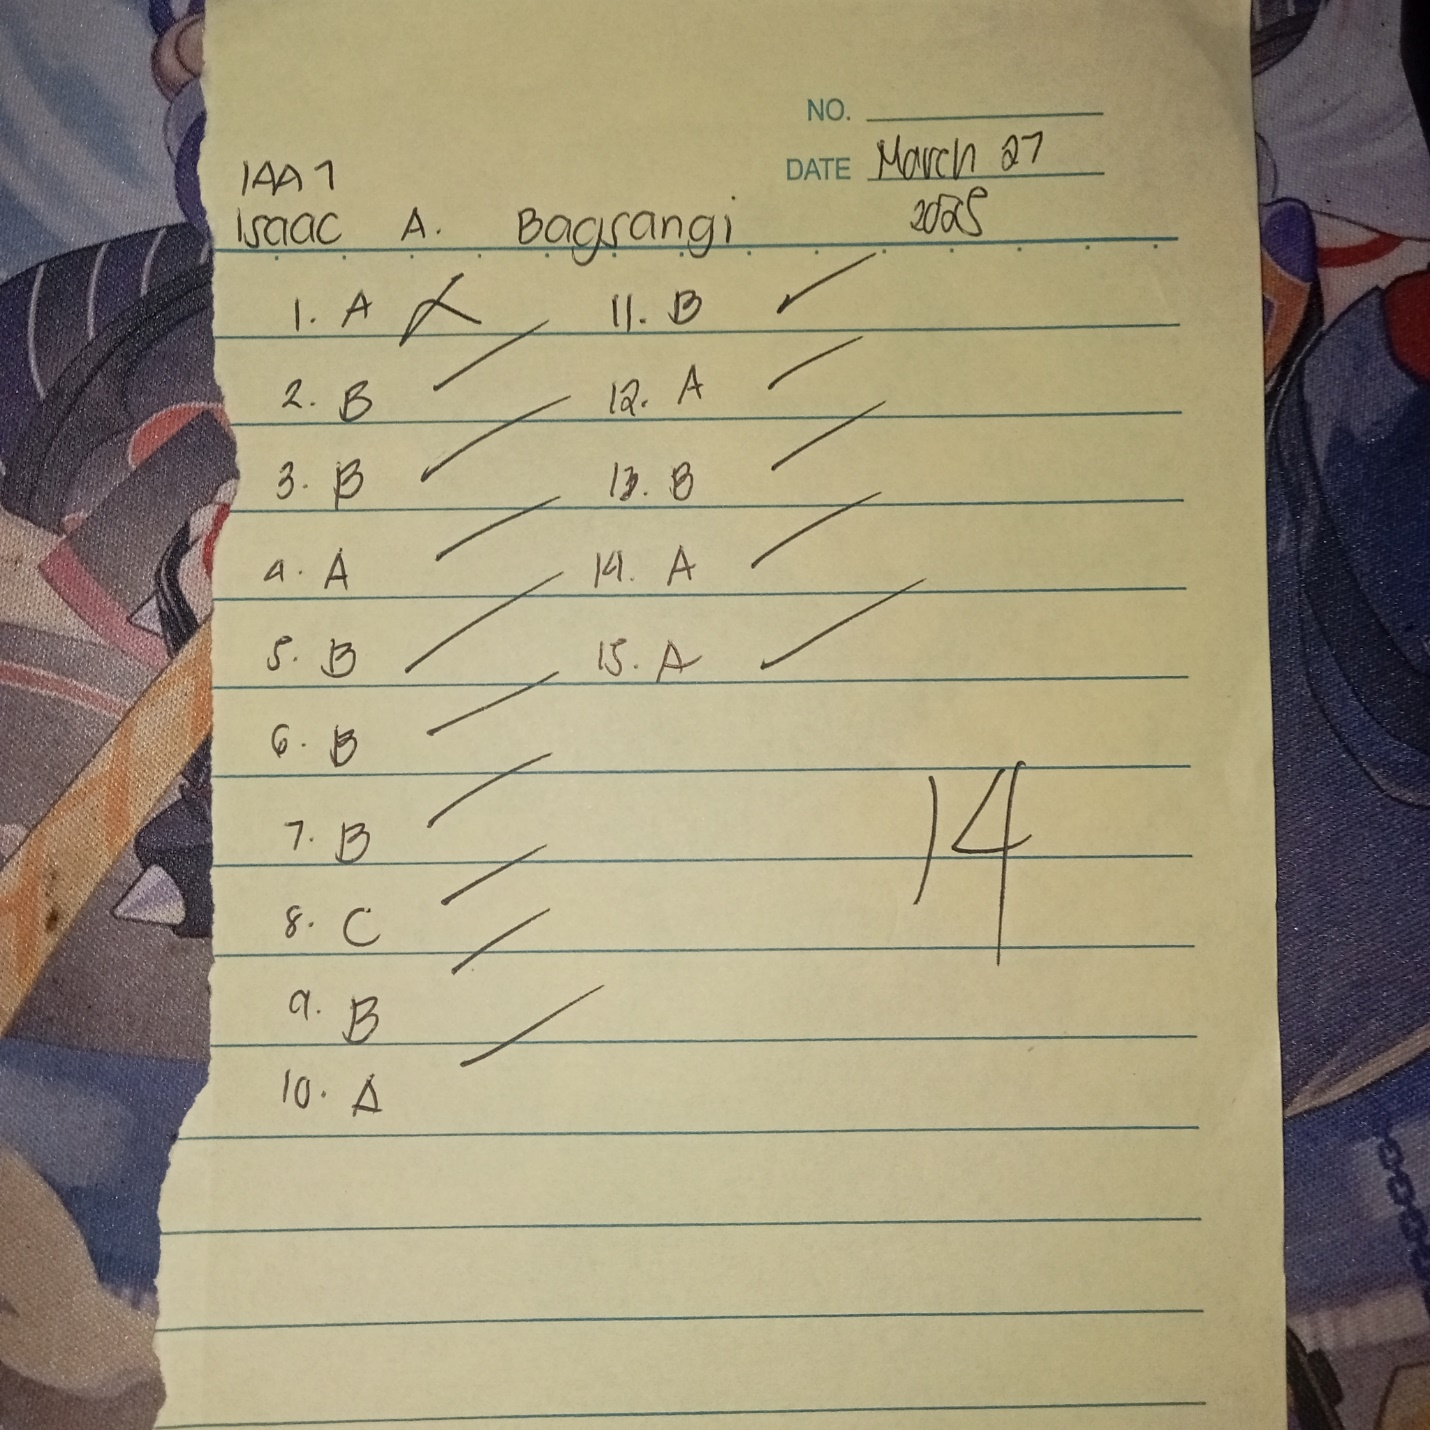 NO.
DATE March 27
2025
1AA7
Isaac A. Bagsangi
1. A 11. B
2. B 12. A
3. B 13. B
4. A 14. A
5. B 15. A
6. B
7. B
8. C
9. B
10. A
14